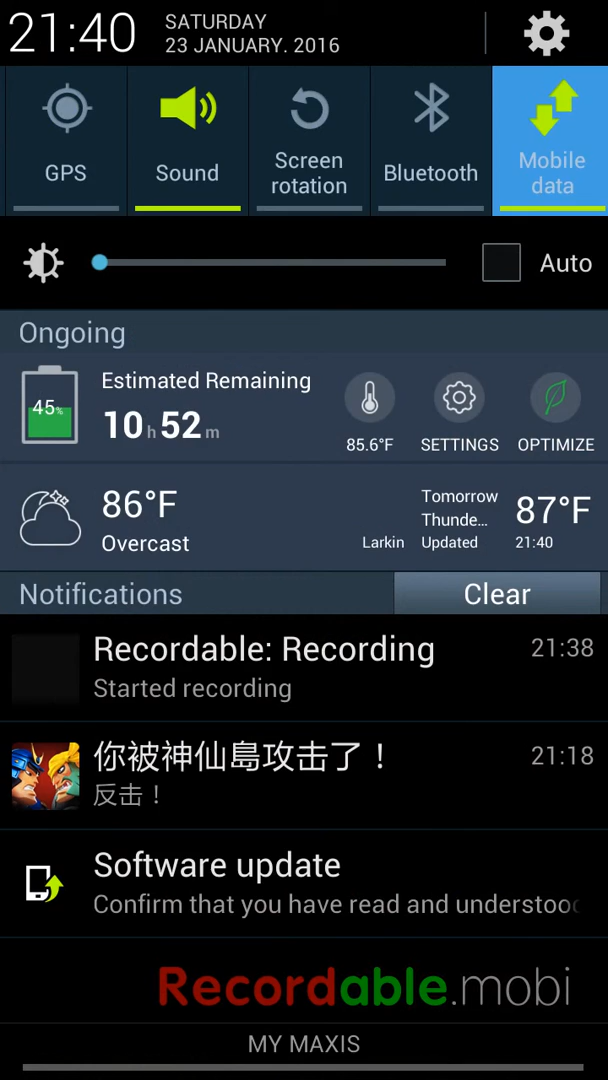 21:40
SATURDAY
23 JANUARY. 2016
GPS
Sound
Screen
rotation
Bluetooth
Mobile
data
Auto
Ongoing
45%
Estimated Remaining
10 h 52 m
85.6°F
SETTINGS
OPTIMIZE
86°F
Overcast
Larkin
Tomorrow
Thunde...
Updated
87°F
21:40
Notifications
Clear
Recordable: Recording
21:38
Started recording
你被神仙島攻击了！
21:18
反击！
Software update
Confirm that you have read and understood
Recordable.mobi
MY MAXIS